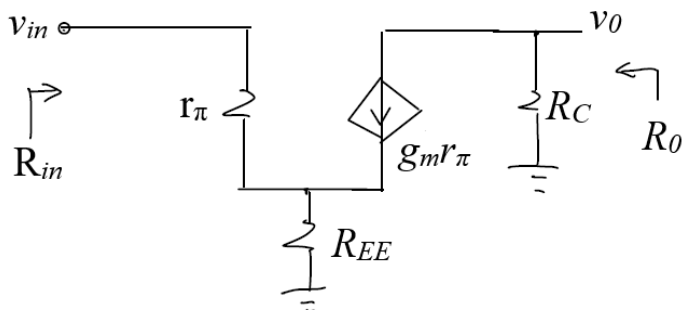 v_in
v_0
r_π
R_C
R_in
g_m r_π
R_0
R_EE